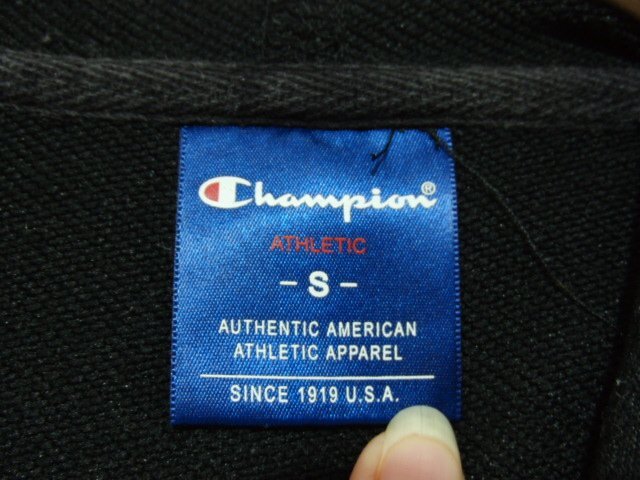 Champion®
ATHLETIC
- S -
AUTHENTIC AMERICAN
ATHLETIC APPAREL
SINCE 1919 U.S.A.